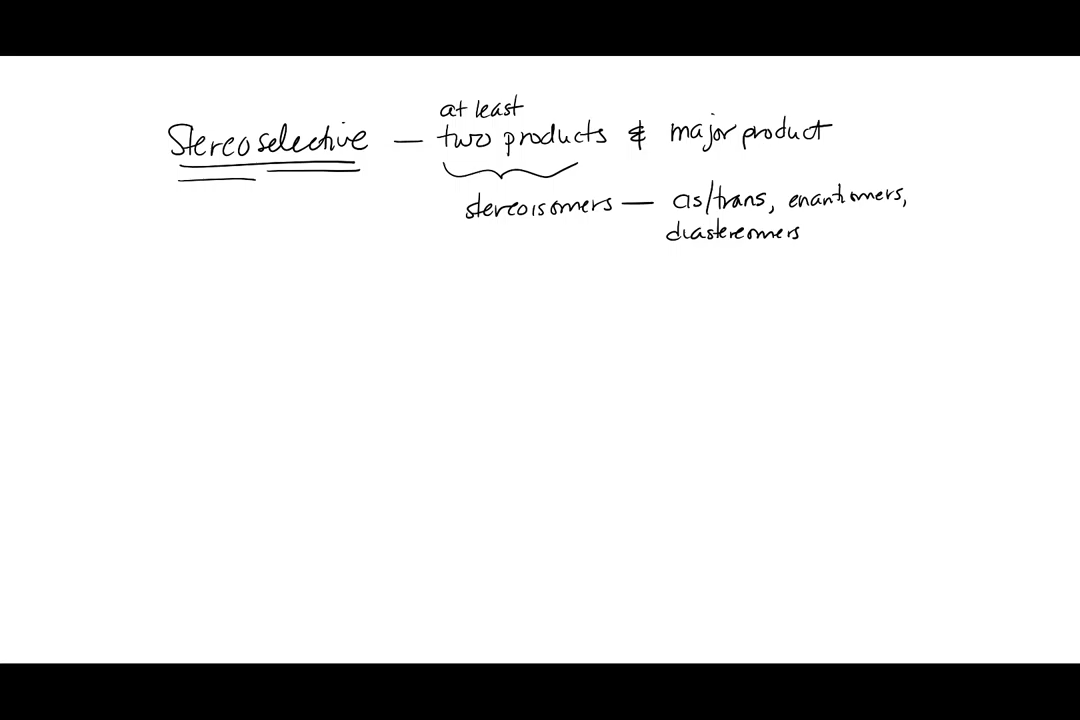 at least
Stereoselective — two products & major product
stereoisomers — cis/trans, enantiomers,
diastereomers